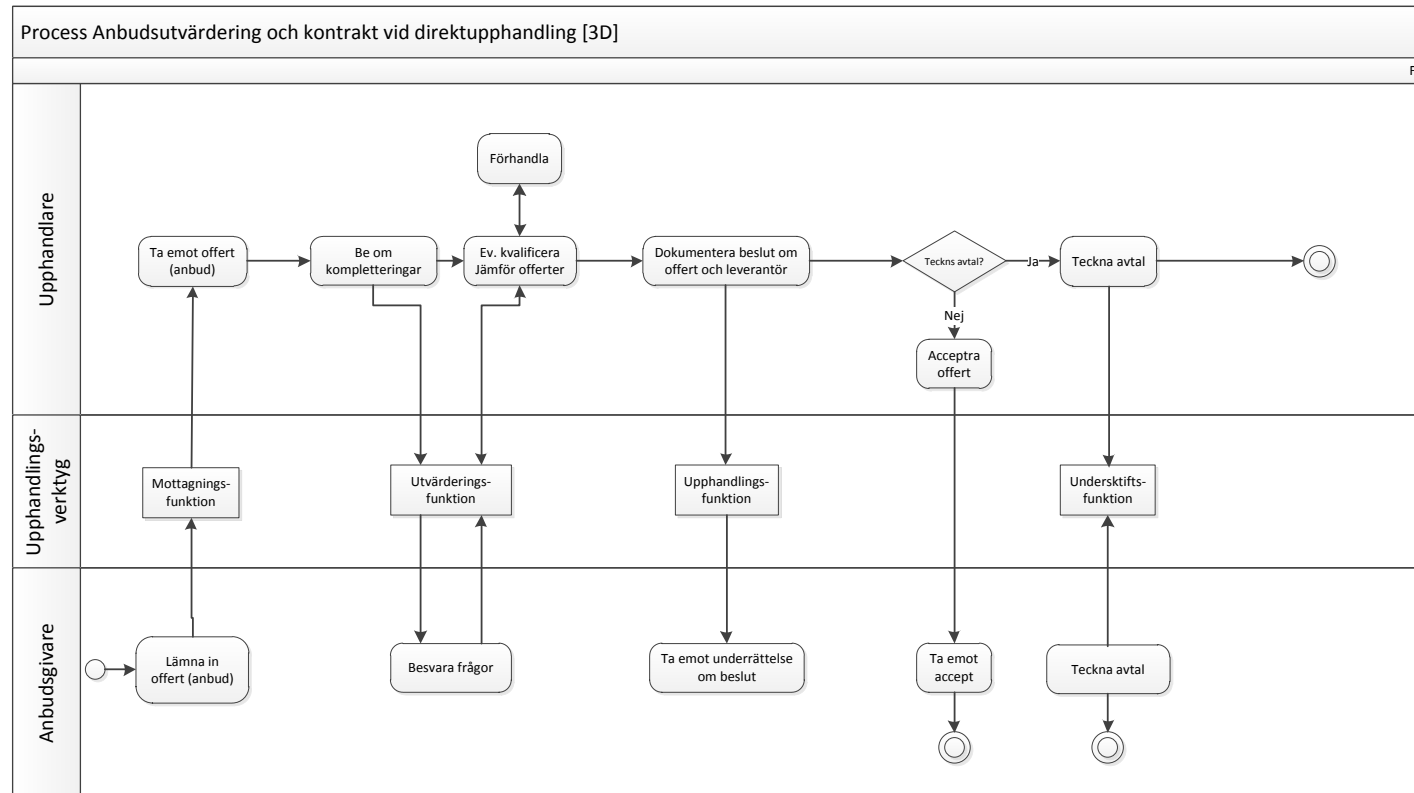 Process Anbudsutvärdering och kontrakt vid direktupphandling [3D]
F
Upphandlare
Förhandla
Ta emot offert
(anbud)
Be om
kompletteringar
Ev. kvalificera
Jämför offerter
Dokumentera beslut om
offert och leverantör
Teckns avtal?
Ja
Teckna avtal
Nej
Acceptra
offert
Upphandlings-
verktyg
Mottagnings-
funktion
Utvärderings-
funktion
Upphandlings-
funktion
Undersktifts-
funktion
Anbudsgivare
Lämna in
offert (anbud)
Besvara frågor
Ta emot underrättelse
om beslut
Ta emot
accept
Teckna avtal